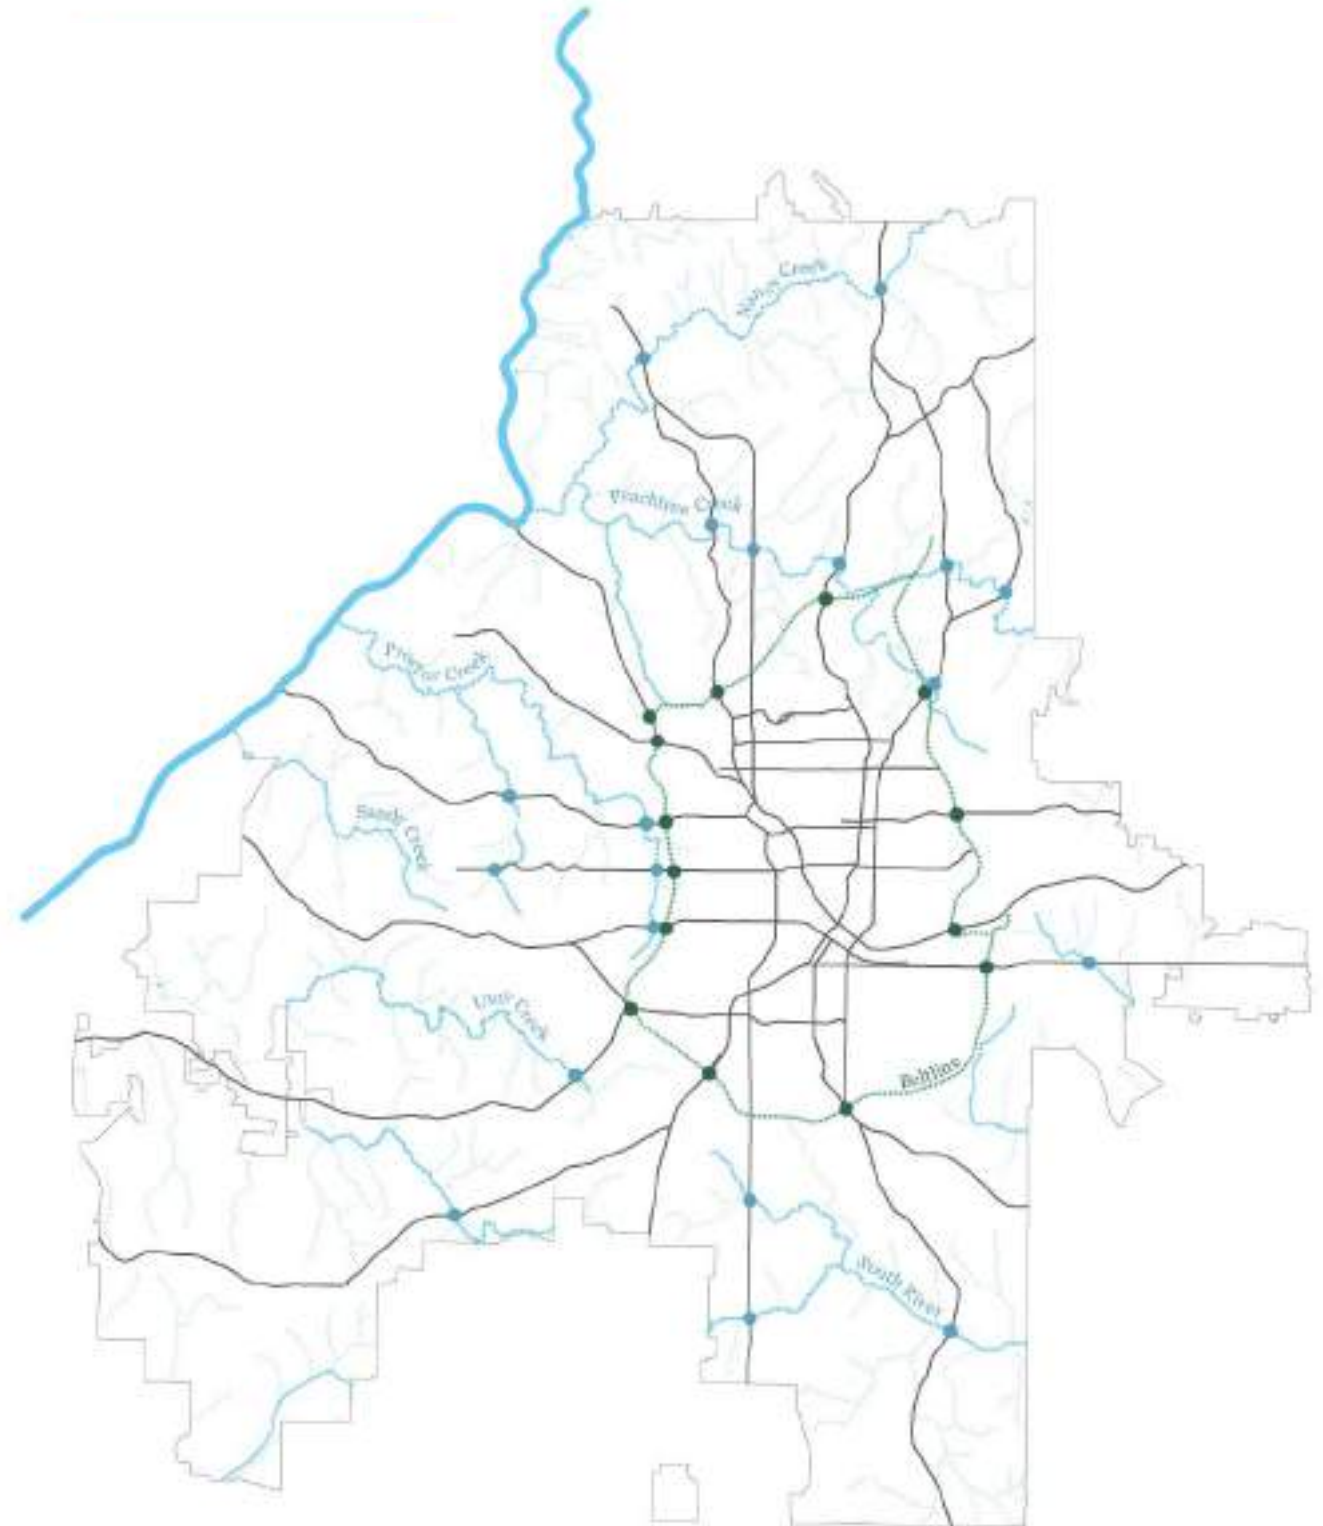 Nancy Creek
Peachtree Creek
Proctor Creek
Sandy Creek
Utoy Creek
Beltline
South River